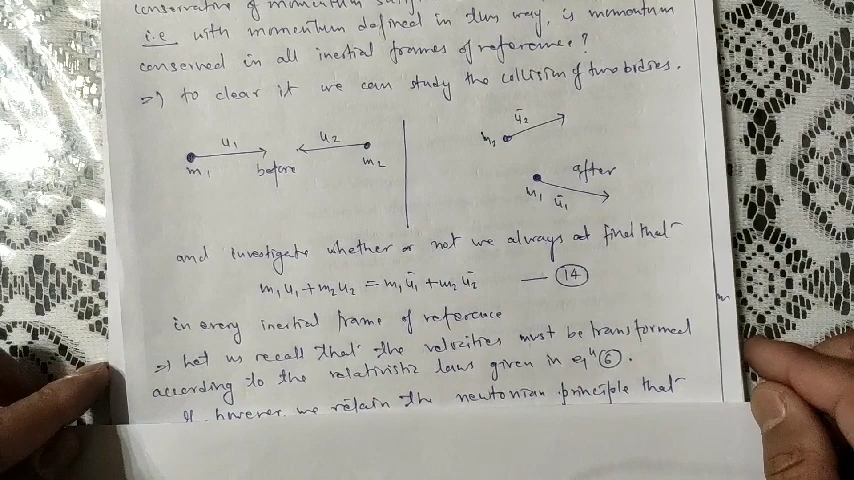 conservation of momentum
i.e with momentum defined in this way, is momentum
conserved in all inertial frames of reference?
=> to clear it we can study the collision of two bodies.
u1 u2 ū2
m1 before m2 m2
after
m1 ū1
and investigate whether or not we always at find that
m1u1+m2u2 = m1ū1 +m2ū2 — 14
in every inertial frame of reference
=> Let us recall that the velocities must be transformed
according to the relativistic laws given in eqn 6.
If however we retain the newtonian principle that